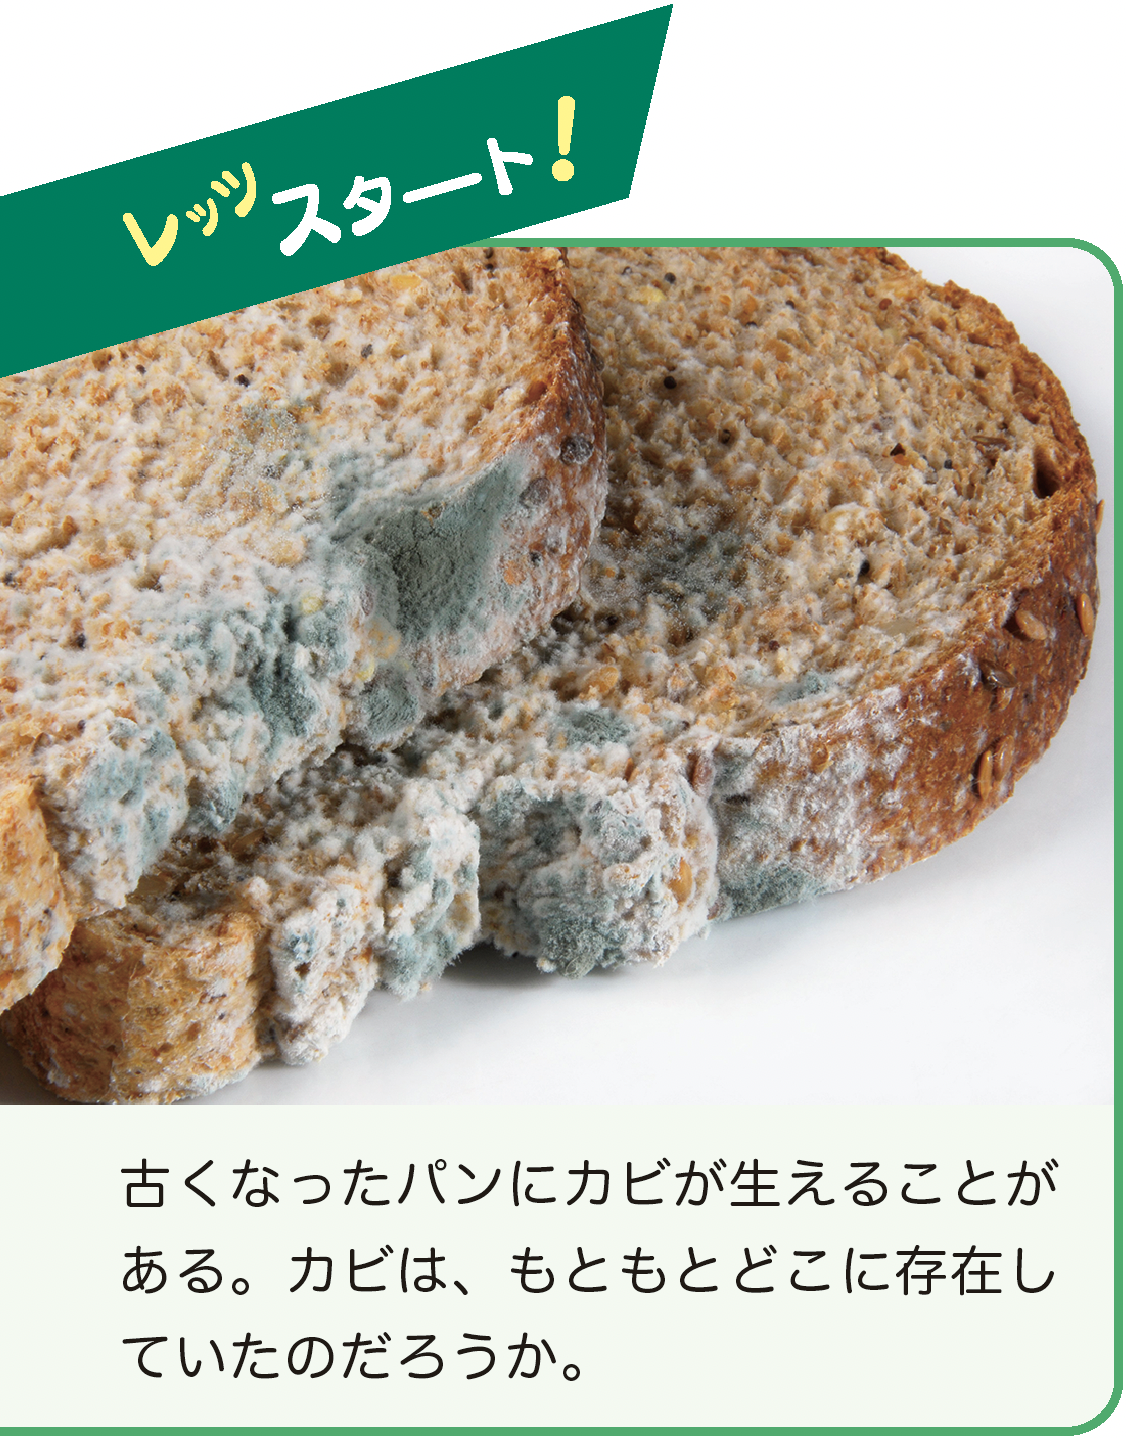 レッツスタート!
古くなったパンにカビが生えることが
ある。カビは、もともとどこに存在し
ていたのだろうか。